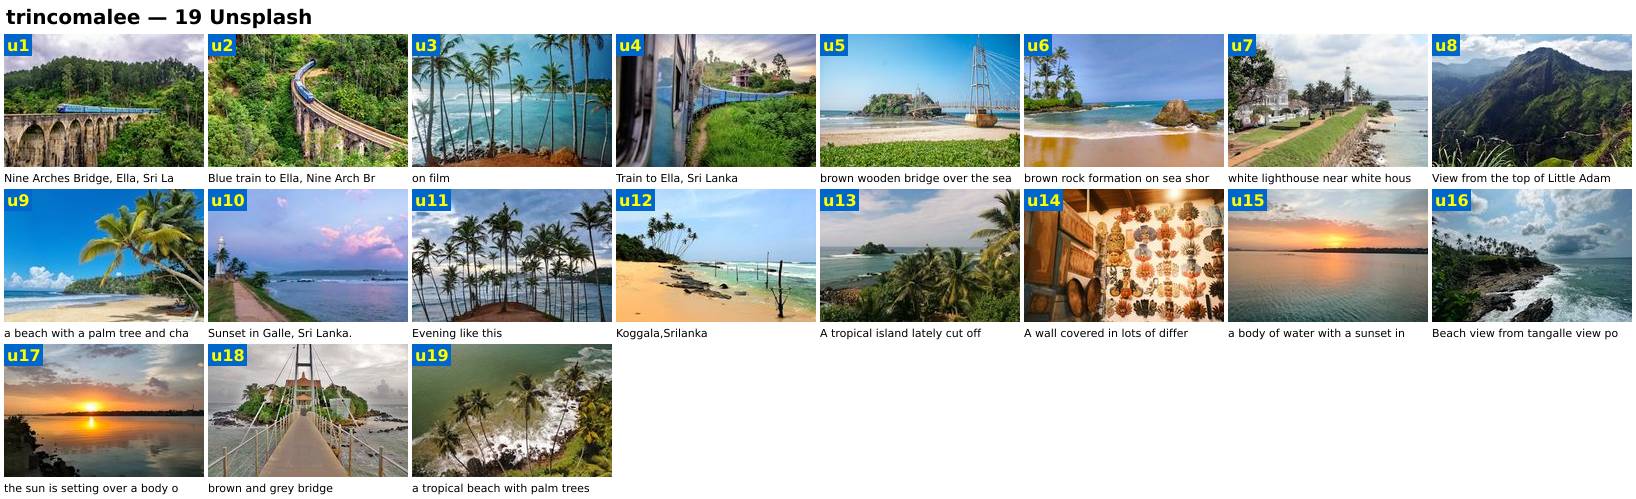 trincomalee — 19 Unsplash
u1 u2 u3 u4 u5 u6 u7 u8
Nine Arches Bridge, Ella, Sri La
Blue train to Ella, Nine Arch Br
on film
Train to Ella, Sri Lanka
brown wooden bridge over the sea
brown rock formation on sea shor
white lighthouse near white hous
View from the top of Little Adam
u9 u10 u11 u12 u13 u14 u15 u16
a beach with a palm tree and cha
Sunset in Galle, Sri Lanka.
Evening like this
Koggala,Srilanka
A tropical island lately cut off
A wall covered in lots of differ
a body of water with a sunset in
Beach view from tangalle view po
u17 u18 u19
the sun is setting over a body o
brown and grey bridge
a tropical beach with palm trees